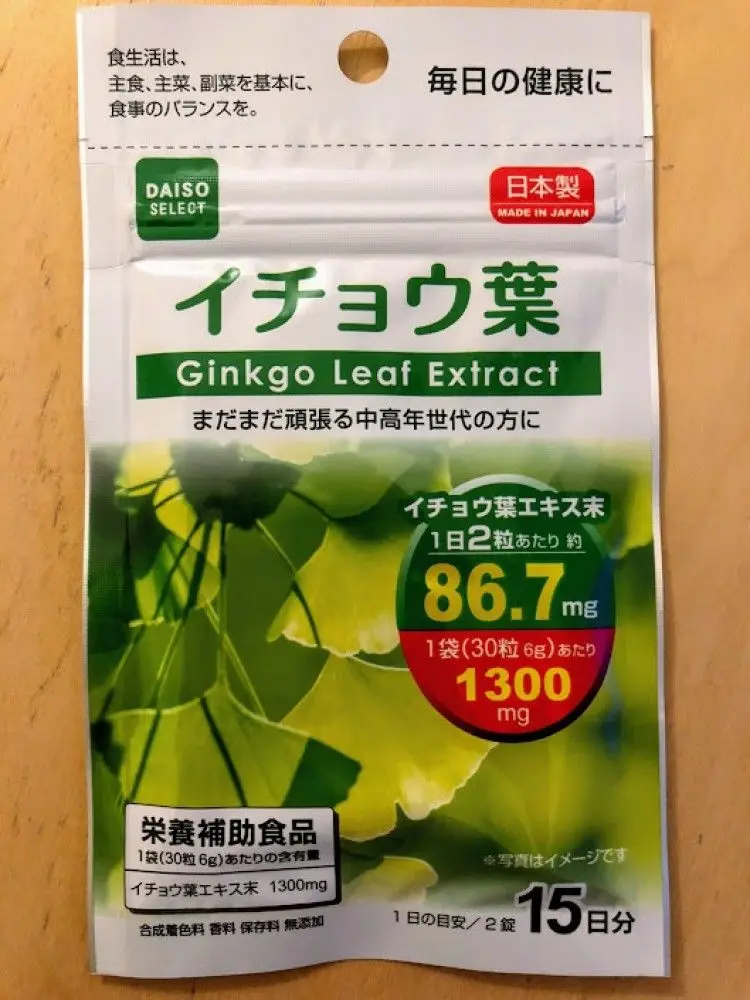 食生活は、
主食、主菜、副菜を基本に、
食事のバランスを。
毎日の健康に
DAISO
SELECT
日本製
MADE IN JAPAN
イチョウ葉
Ginkgo Leaf Extract
まだまだ頑張る中高年世代の方に
イチョウ葉エキス末
1日2粒あたり 約
86.7mg
1袋(30粒 6g)あたり
1300
mg
栄養補助食品
1袋(30粒 6g)あたりの含有量
イチョウ葉エキス末 1300mg
合成着色料 香料 保存料 無添加
※写真はイメージです
1日の目安/2錠 15日分